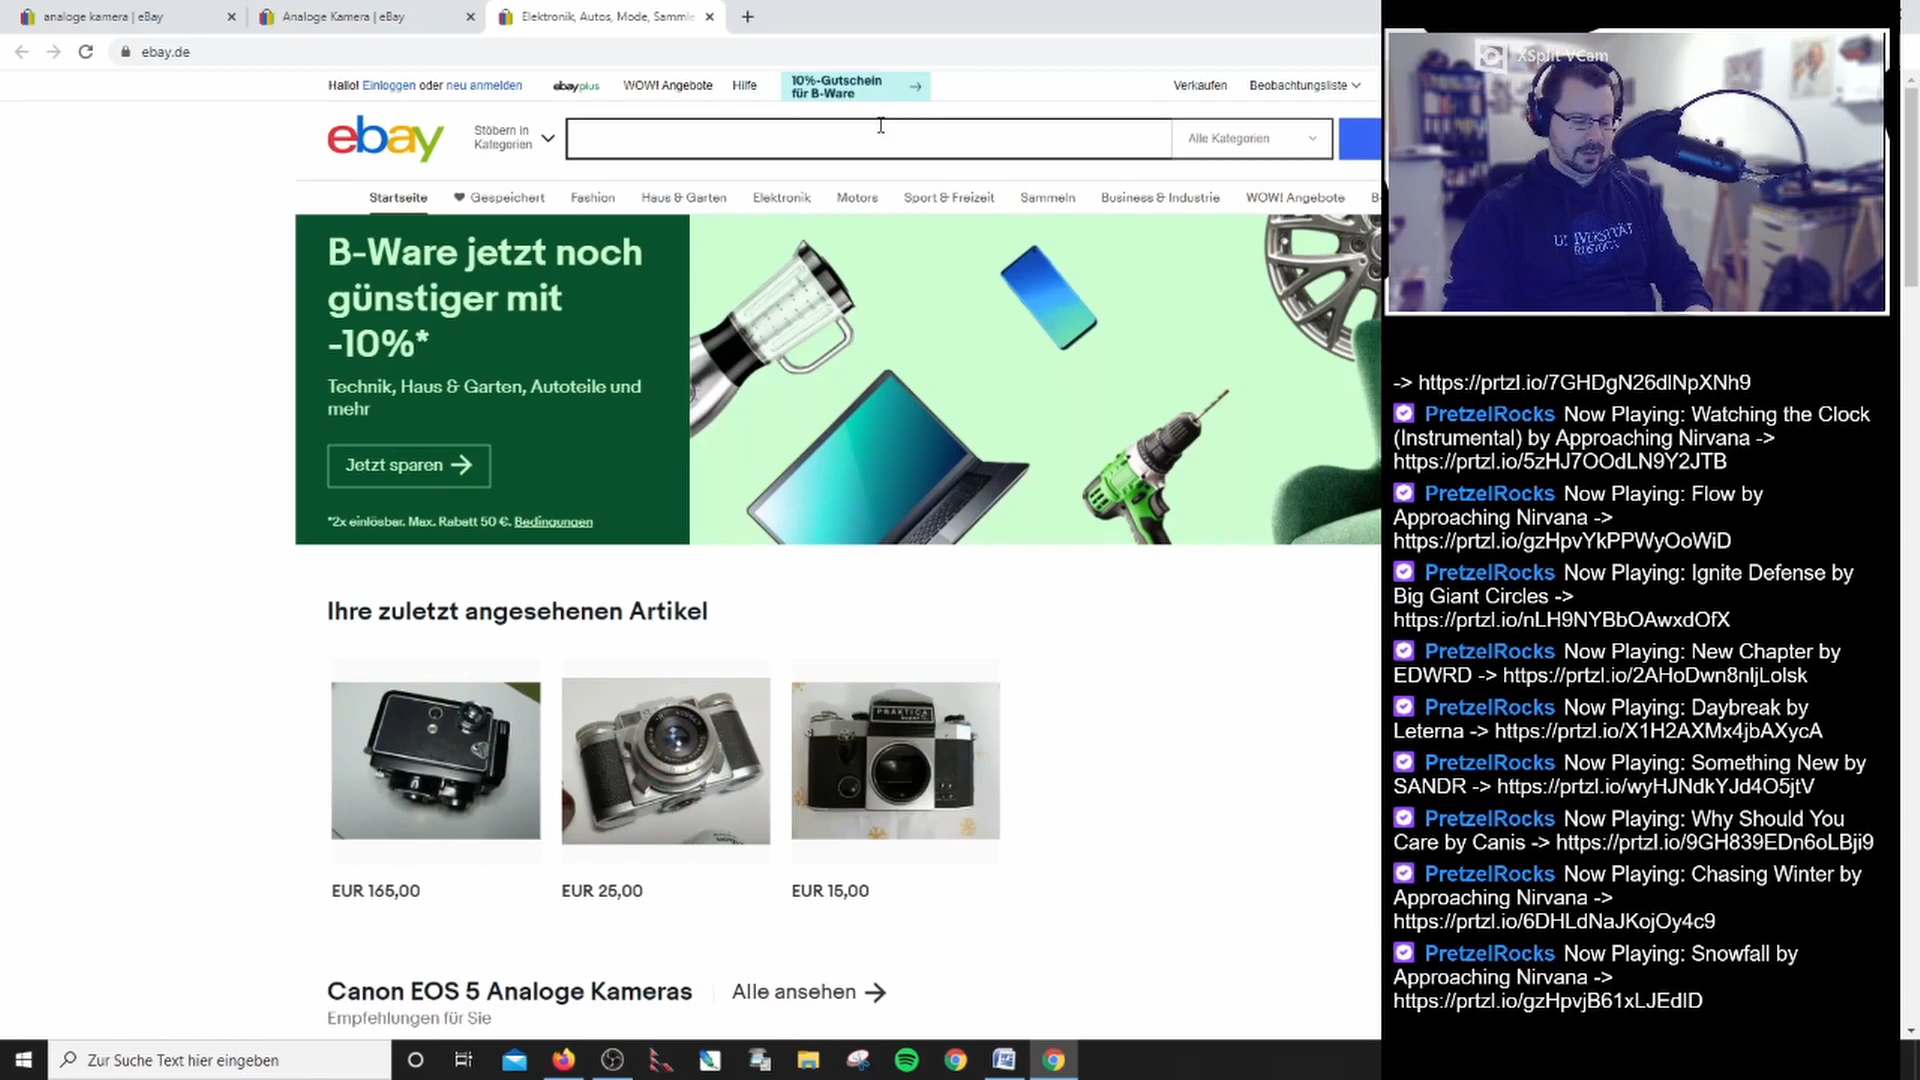 analoge kamera | eBay
Analoge Kamera | eBay
Elektronik, Autos, Mode, Sammle
ebay.de
Hallo! Einloggen oder neu anmelden
ebayplus
WOW! Angebote
Hilfe
10%-Gutschein
für B-Ware
Verkaufen
Beobachtungsliste
ebay
Stöbern in
Kategorien
Alle Kategorien
Startseite
Gespeichert
Fashion
Haus & Garten
Elektronik
Motors
Sport & Freizeit
Sammeln
Business & Industrie
WOW! Angebote
B-Ware jetzt noch
günstiger mit
-10%*
Technik, Haus & Garten, Autoteile und
mehr
Jetzt sparen
*2x einlösbar. Max. Rabatt 50 €. Bedingungen
Ihre zuletzt angesehenen Artikel
PRAKTICA
EUR 165,00
EUR 25,00
EUR 15,00
Canon EOS 5 Analoge Kameras
Alle ansehen
Empfehlungen für Sie
Zur Suche Text hier eingeben
XSplit VCam
UNIVERSITÄT
ROSTOCK
-> https://prtzl.io/7GHDgN26dlNpXNh9
PretzelRocks Now Playing: Watching the Clock
(Instrumental) by Approaching Nirvana ->
https://prtzl.io/5zHJ7OOdLN9Y2JTB
PretzelRocks Now Playing: Flow by
Approaching Nirvana ->
https://prtzl.io/gzHpvYkPPWyOoWiD
PretzelRocks Now Playing: Ignite Defense by
Big Giant Circles ->
https://prtzl.io/nLH9NYBbOAwxdOfX
PretzelRocks Now Playing: New Chapter by
EDWRD -> https://prtzl.io/2AHoDwn8nljLolsk
PretzelRocks Now Playing: Daybreak by
Leterna -> https://prtzl.io/X1H2AXMx4jbAXycA
PretzelRocks Now Playing: Something New by
SANDR -> https://prtzl.io/wyHJNdkYJd4O5jtV
PretzelRocks Now Playing: Why Should You
Care by Canis -> https://prtzl.io/9GH839EDn6oLBji9
PretzelRocks Now Playing: Chasing Winter by
Approaching Nirvana ->
https://prtzl.io/6DHLdNaJKojOy4c9
PretzelRocks Now Playing: Snowfall by
Approaching Nirvana ->
https://prtzl.io/gzHpvjB61xLJEdlD